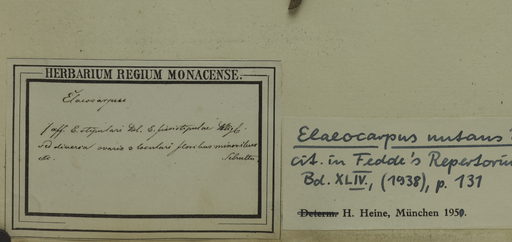 HERBARIUM REGIUM MONACENSE.
Elaeocarpus
aff. E. stipulari Bl. E.
sed diversa ovario 2 loculari floribus minoribus
etc.
Elaeocarpus nutans
cit. in Fedde's Repertorium
Bd. XLIV., (1938), p. 131
Determ. H. Heine, München 1950.